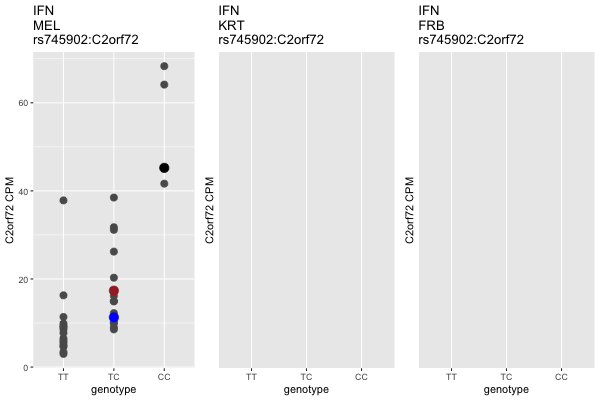 IFN
MEL
rs745902:C2orf72
C2orf72 CPM
60
40
20
0
TT TC CC
genotype
IFN
KRT
rs745902:C2orf72
C2orf72 CPM
TT TC CC
genotype
IFN
FRB
rs745902:C2orf72
C2orf72 CPM
TT TC CC
genotype